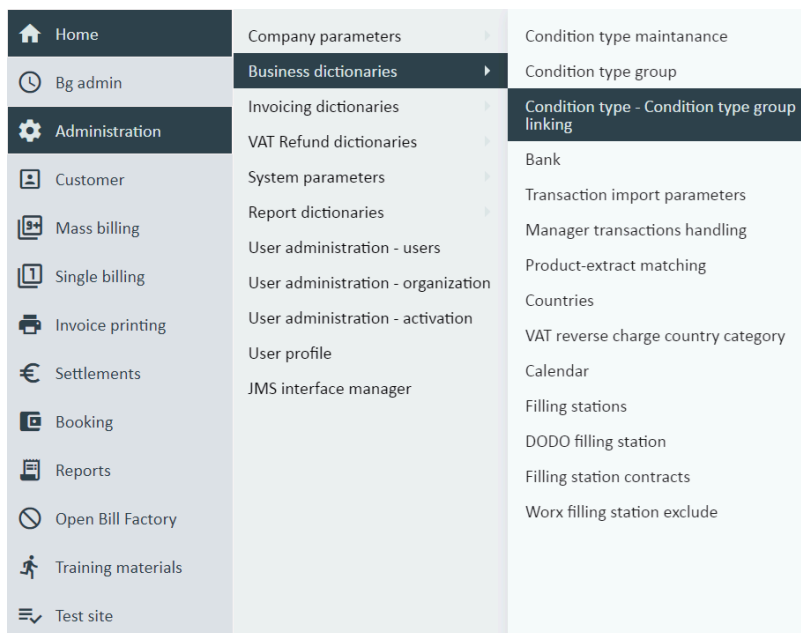 Home
Bg admin
Administration
Customer
Mass billing
9+
Single billing
1
Invoice printing
Settlements
Booking
Reports
Open Bill Factory
Training materials
Test site
Company parameters
Business dictionaries
Invoicing dictionaries
VAT Refund dictionaries
System parameters
Report dictionaries
User administration - users
User administration - organization
User administration - activation
User profile
JMS interface manager
Condition type maintanance
Condition type group
Condition type - Condition type group
linking
Bank
Transaction import parameters
Manager transactions handling
Product-extract matching
Countries
VAT reverse charge country category
Calendar
Filling stations
DODO filling station
Filling station contracts
Worx filling station exclude